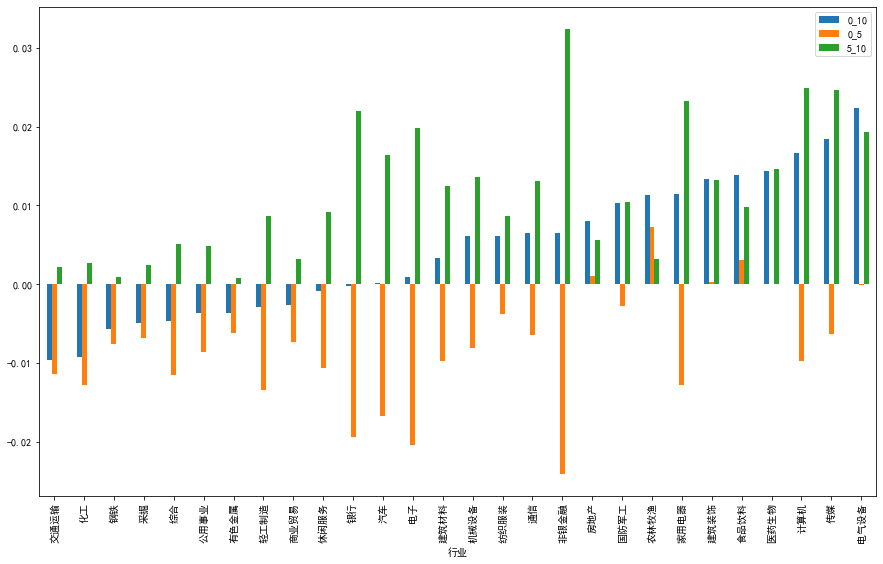 0_10
0_5
5_10
0.03
0.02
0.01
0.00
−0.01
−0.02
交通运输
化工
钢铁
采掘
综合
公用事业
有色金属
轻工制造
商业贸易
休闲服务
银行
汽车
电子
建筑材料
机械设备
纺织服装
通信
非银金融
房地产
国防军工
农林牧渔
家用电器
建筑装饰
食品饮料
医药生物
计算机
传媒
电气设备
行业